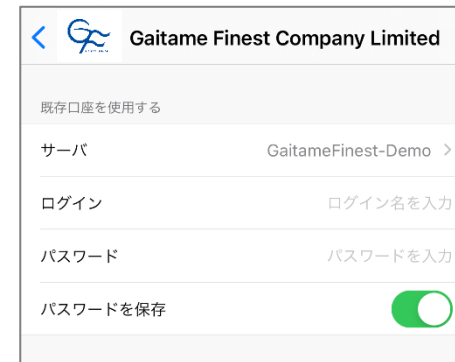 Gaitame Finest Company Limited
既存口座を使用する
サーバ GaitameFinest-Demo
ログイン ログイン名を入力
パスワード パスワードを入力
パスワードを保存